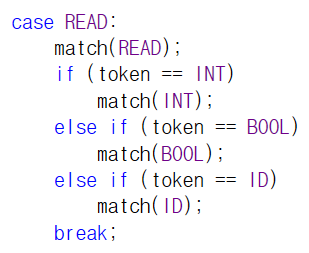 case READ:
    match(READ);
    if (token == INT)
        match(INT);
    else if (token == BOOL)
        match(BOOL);
    else if (token == ID)
        match(ID);
    break;